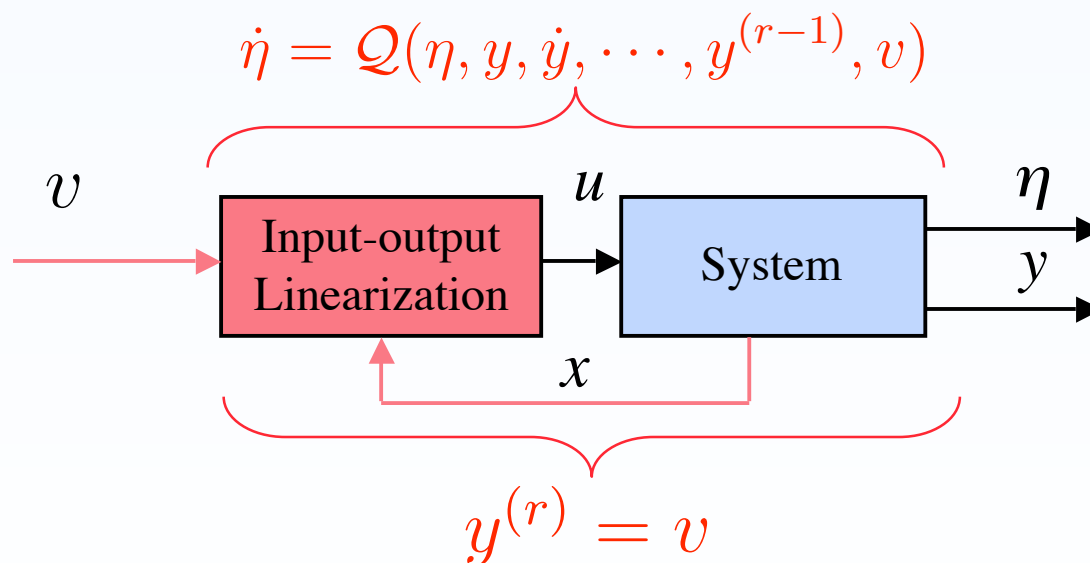 η̇ = 𝒬(η, y, ẏ, ⋯, y^(r−1), v)
v
u
η
Input-output
Linearization
System
y
x
y^(r) = v